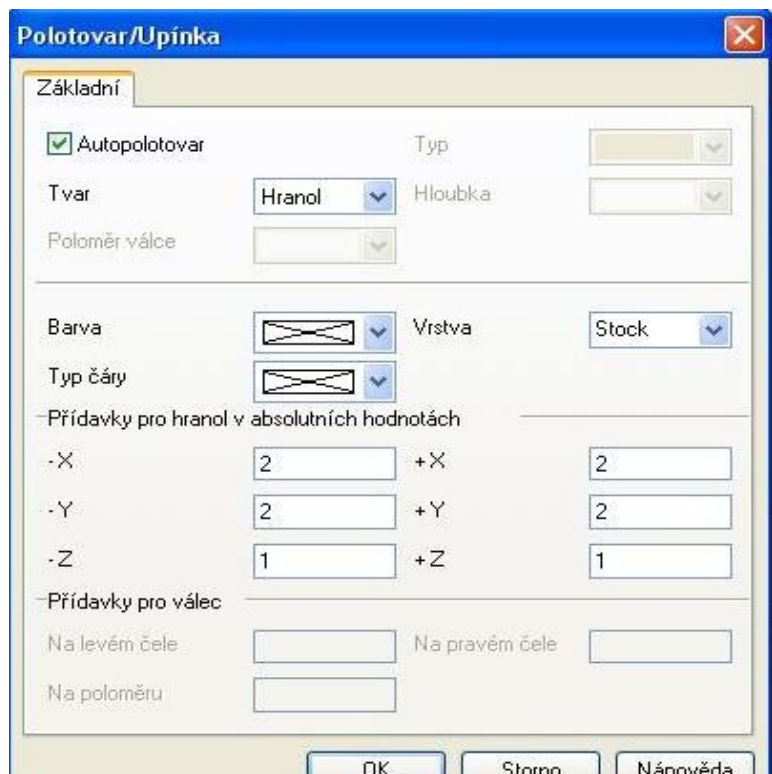 Polotovar/Upínka
Základní
Autopolotovar Typ
Tvar Hranol Hloubka
Poloměr válce
Barva Vrstva Stock
Typ čáry
Přídavky pro hranol v absolutních hodnotách
-X 2 +X 2
-Y 2 +Y 2
-Z 1 +Z 1
Přídavky pro válec
Na levém čele Na pravém čele
Na poloměru
OK Storno Nápověda